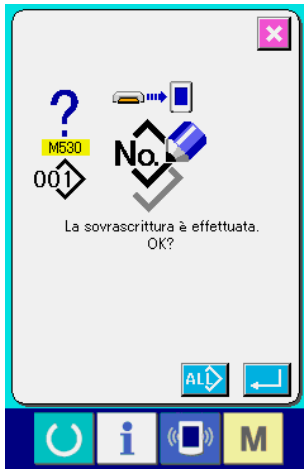 ?
M530
No.
001
La sovrascrittura è effettuata.
OK?
ALL
i
M